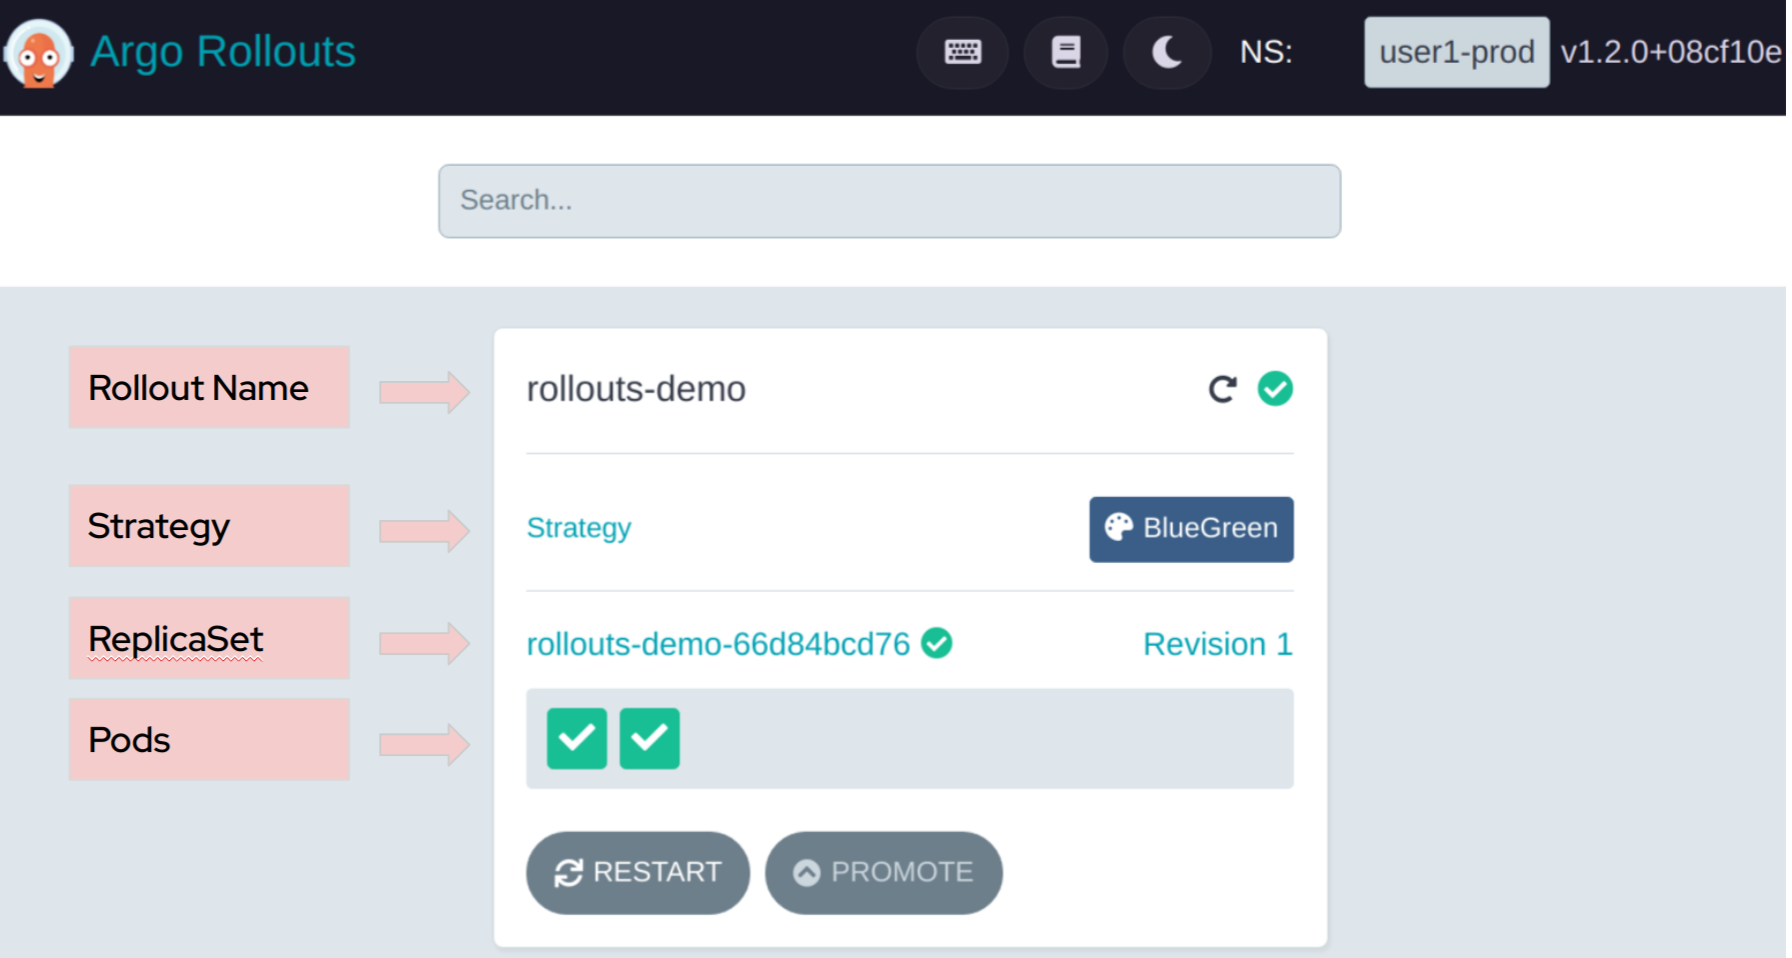 Argo Rollouts
NS:
user1-prod
v1.2.0+08cf10e
Search...
Rollout Name
rollouts-demo
Strategy
Strategy
BlueGreen
ReplicaSet
rollouts-demo-66d84bcd76
Revision 1
Pods
RESTART
PROMOTE